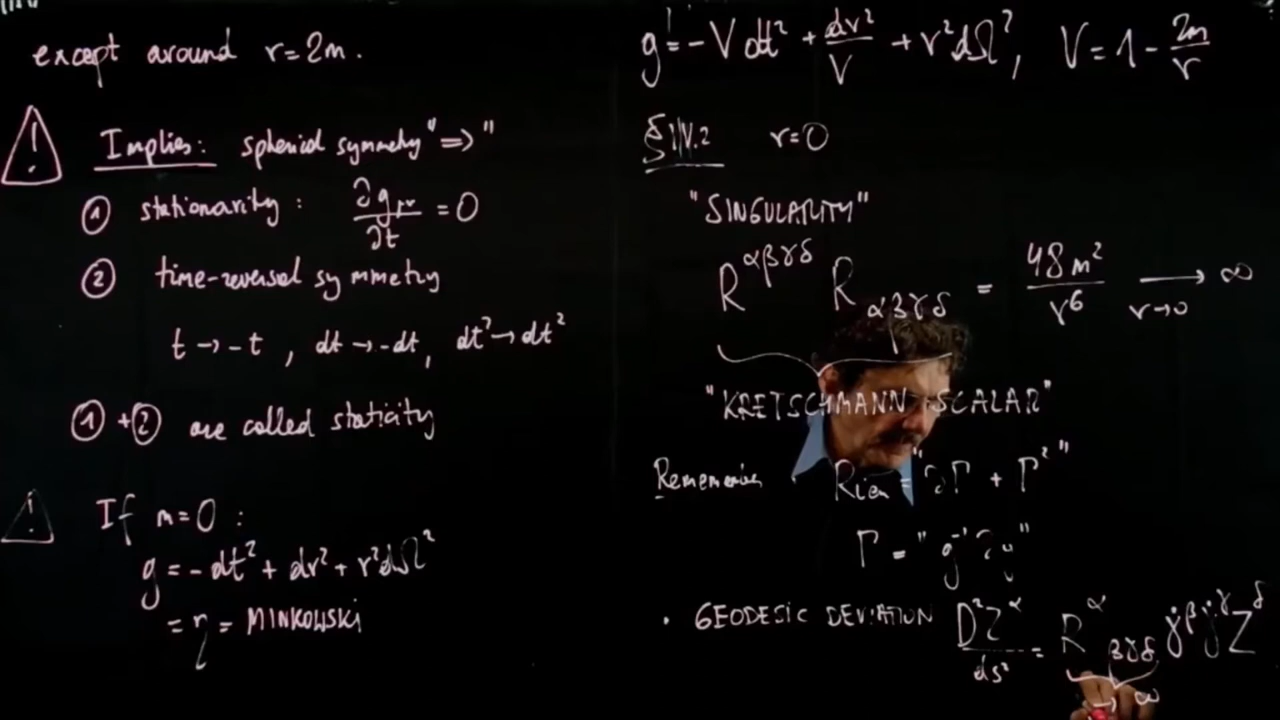 except around r = 2m.
Implies: spherical symmetry "⇒"
① stationarity : ∂g_μν/∂t = 0
② time-reversal symmetry
t → -t , dt → -dt, dt² → dt²
① + ② are called staticity
If m = 0 :
g = -dt² + dr² + r²dΩ²
= η = MINKOWSKI
g = -V dt² + dr²/V + r²dΩ², V = 1 - 2m/r
§IV.2 r = 0
"SINGULARITY"
R^αβγδ R_αβγδ = 48m²/r⁶ → ∞ r→0
"KRETSCHMANN SCALAR"
Remember Riem = "∂Γ + Γ²"
Γ = "g⁻¹∂g"
• GEODESIC DEVIATION D²Z^α/ds² = R^α_βγδ γ̇^β γ̇^γ Z^δ
→ ∞